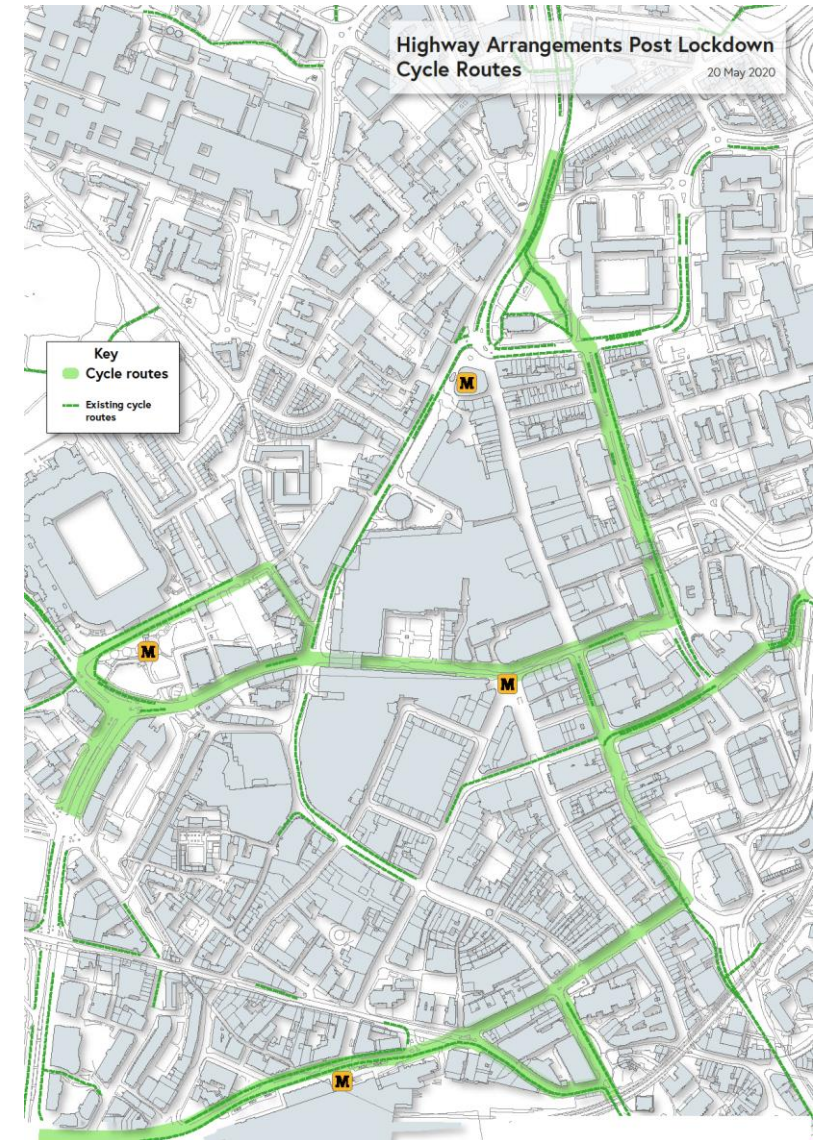 Highway Arrangements Post Lockdown
Cycle Routes
20 May 2020
M
Key
Cycle routes
Existing cycle
routes
M
M
M